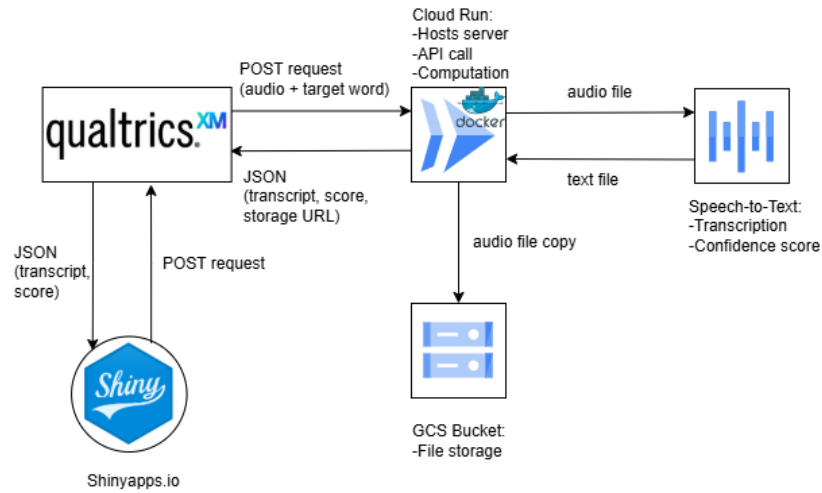 Cloud Run:
-Hosts server
-API call
-Computation
POST request
(audio + target word)
audio file
docker
qualtrics.XM
JSON
(transcript, score,
storage URL)
text file
Speech-to-Text:
-Transcription
-Confidence score
JSON
(transcript,
score)
POST request
audio file copy
Shiny
GCS Bucket:
-File storage
Shinyapps.io